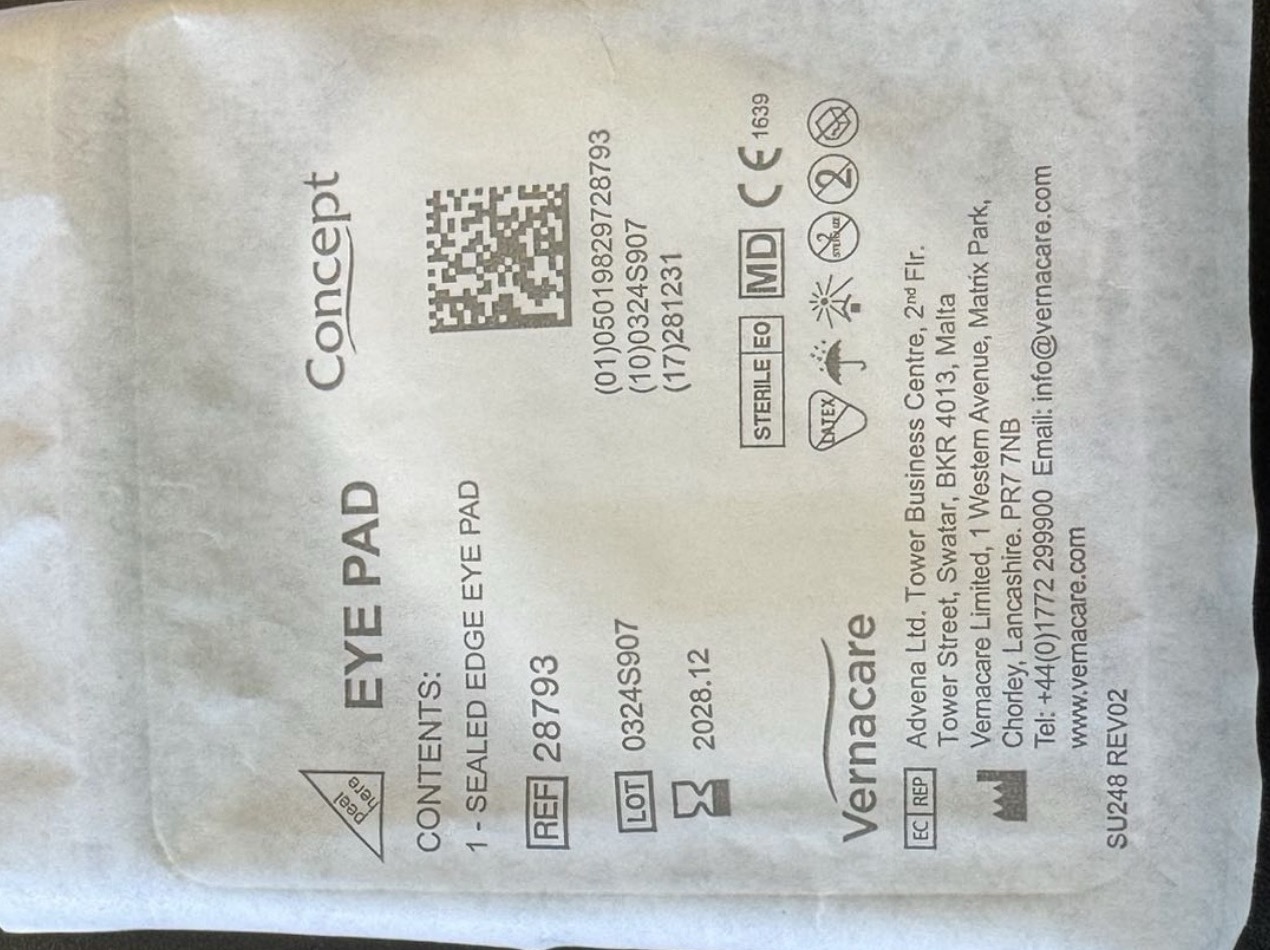 peel
here
EYE PAD
Concept
CONTENTS:
1 - SEALED EDGE EYE PAD
REF 28793
LOT 0324S907
2028.12
(01)05019829728793
(10)0324S907
(17)281231
STERILE EO MD CE 1639
LATEX 2 STERILIZE 2
Vernacare
EC REP Advena Ltd. Tower Business Centre, 2nd Flr.
Tower Street, Swatar, BKR 4013, Malta
Vernacare Limited, 1 Western Avenue, Matrix Park,
Chorley, Lancashire. PR7 7NB
Tel: +44(0)1772 299900 Email: info@vernacare.com
www.vernacare.com
SU248 REV02